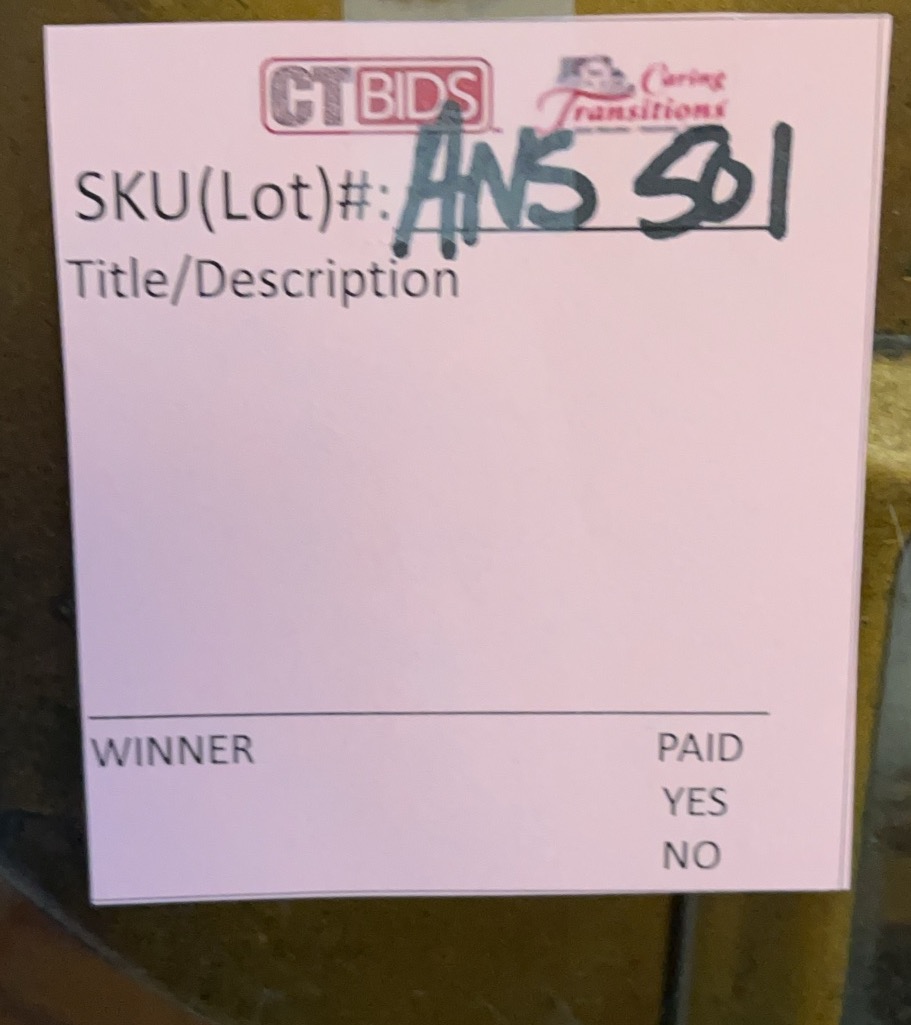 CTBIDS Caring
Transitions
SKU(Lot)#: ANS 501
Title/Description
WINNER PAID
YES
NO